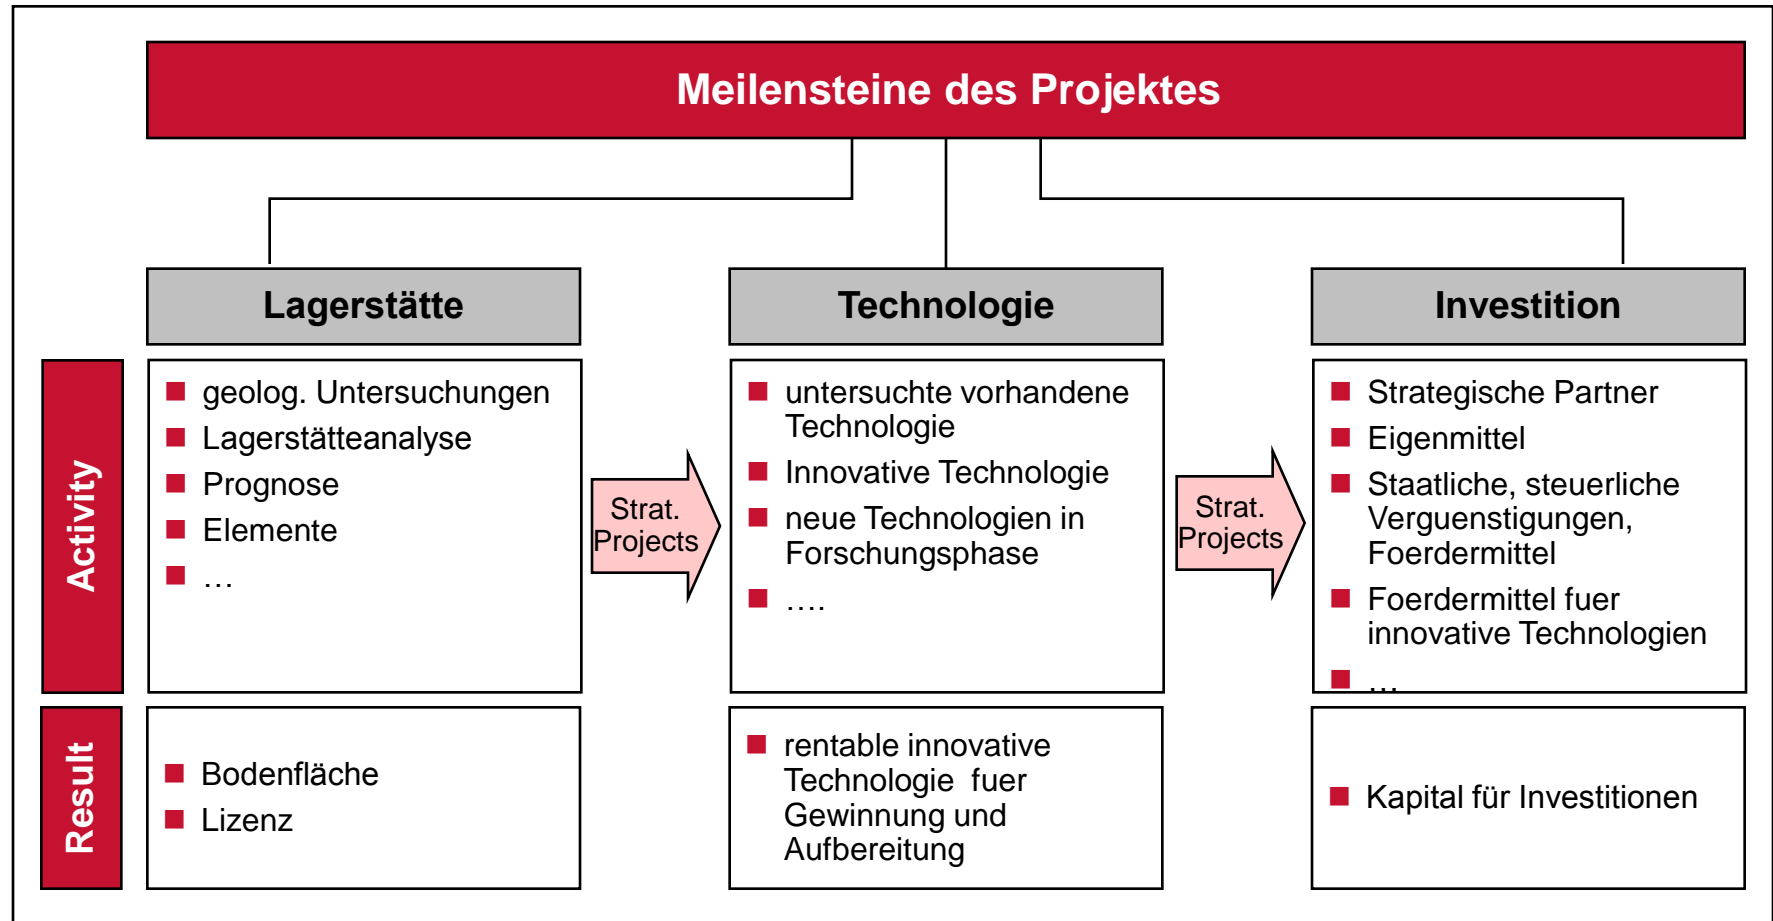 Meilensteine des Projektes
Lagerstätte
Technologie
Investition
Activity
geolog. Untersuchungen
Lagerstätteanalyse
Prognose
Elemente
…
Strat.
Projects
untersuchte vorhandene
Technologie
Innovative Technologie
neue Technologien in
Forschungsphase
….
Strat.
Projects
Strategische Partner
Eigenmittel
Staatliche, steuerliche
Verguenstigungen,
Foerdermittel
Foerdermittel fuer
innovative Technologien
…
Result
Bodenfläche
Lizenz
rentable innovative
Technologie  fuer
Gewinnung und
Aufbereitung
Kapital für Investitionen